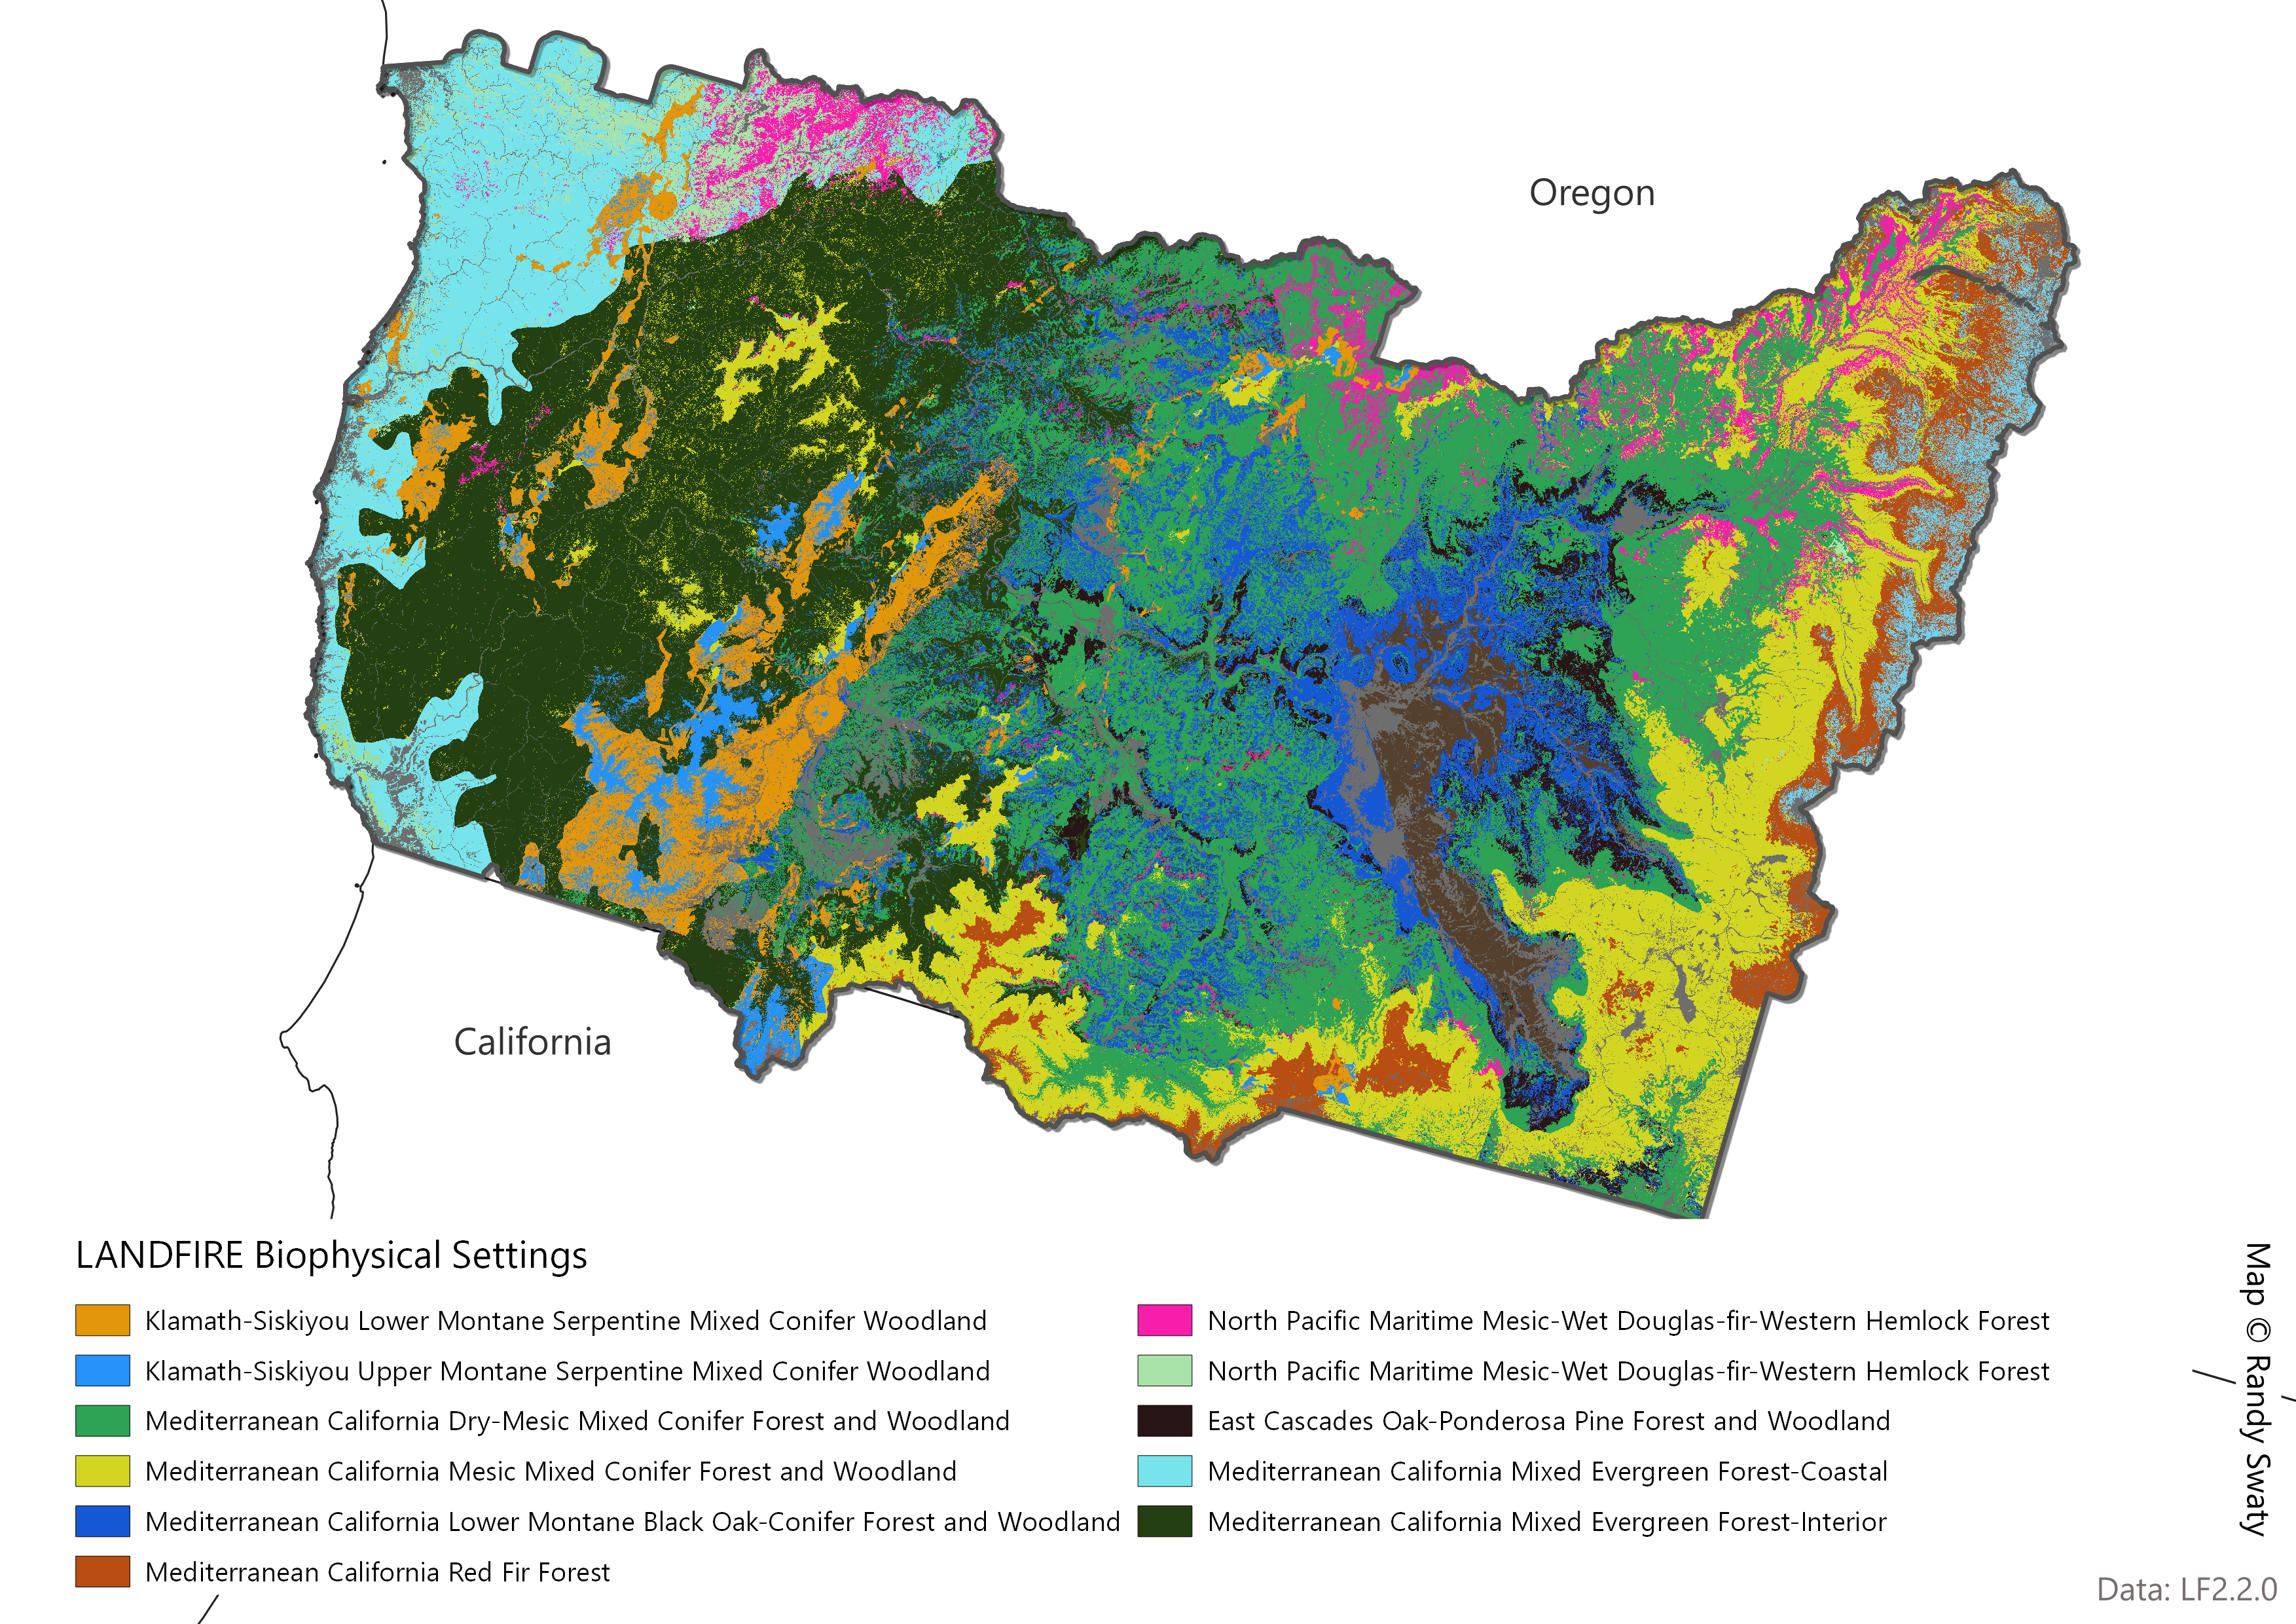 Oregon
California
LANDFIRE Biophysical Settings
Klamath-Siskiyou Lower Montane Serpentine Mixed Conifer Woodland
Klamath-Siskiyou Upper Montane Serpentine Mixed Conifer Woodland
Mediterranean California Dry-Mesic Mixed Conifer Forest and Woodland
Mediterranean California Mesic Mixed Conifer Forest and Woodland
Mediterranean California Lower Montane Black Oak-Conifer Forest and Woodland
Mediterranean California Red Fir Forest
North Pacific Maritime Mesic-Wet Douglas-fir-Western Hemlock Forest
North Pacific Maritime Mesic-Wet Douglas-fir-Western Hemlock Forest
East Cascades Oak-Ponderosa Pine Forest and Woodland
Mediterranean California Mixed Evergreen Forest-Coastal
Mediterranean California Mixed Evergreen Forest-Interior
Map © Randy Swaty
Data: LF2.2.0